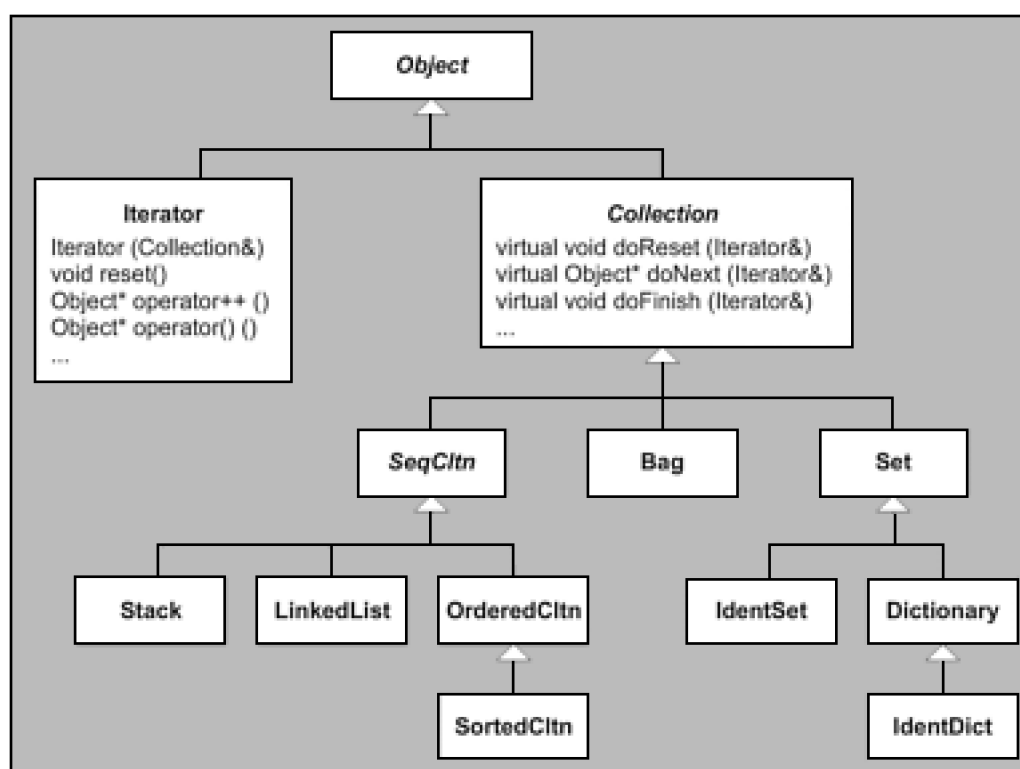 Object
Iterator
Iterator (Collection&)
void reset()
Object* operator++ ()
Object* operator() ()
...
Collection
virtual void doReset (Iterator&)
virtual Object* doNext (Iterator&)
virtual void doFinish (Iterator&)
...
SeqCltn
Bag
Set
Stack
LinkedList
OrderedCltn
IdentSet
Dictionary
SortedCltn
IdentDict